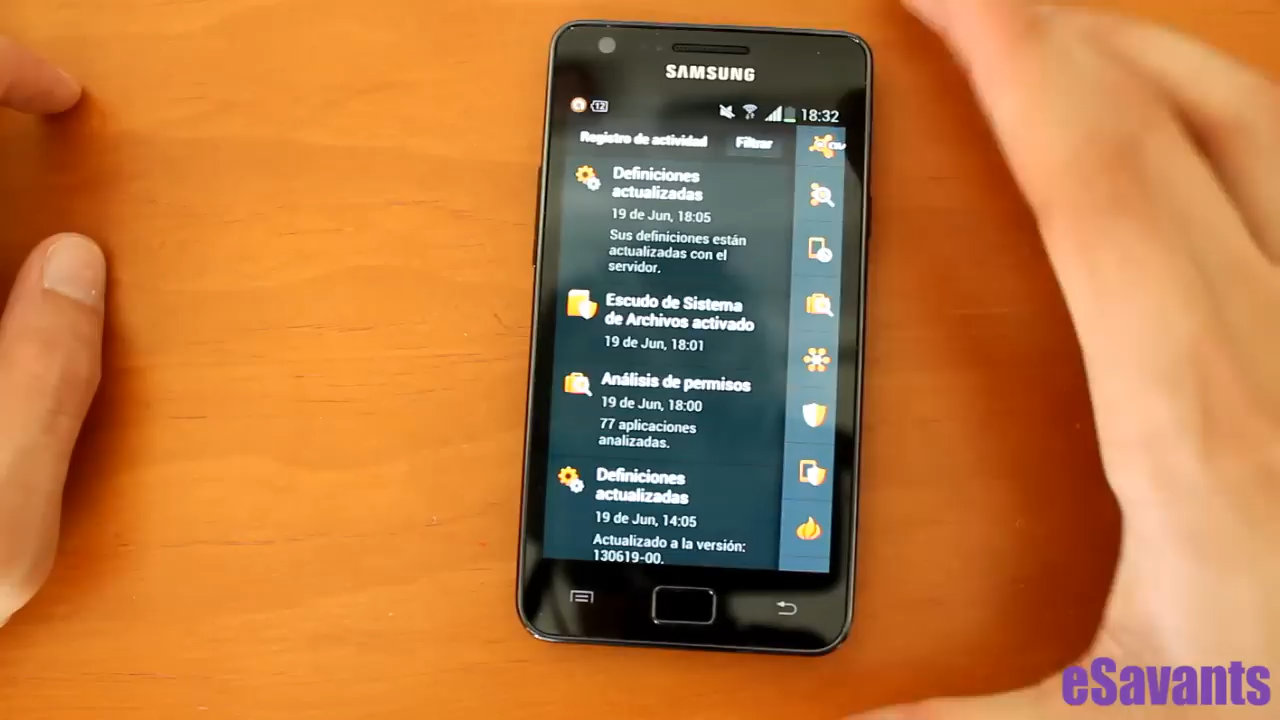 SAMSUNG
12
18:32
Registro de actividad
Filtrar
Definiciones
actualizadas
19 de Jun, 18:05
Sus definiciones están
actualizadas con el
servidor.
Escudo de Sistema
de Archivos activado
19 de Jun, 18:01
Análisis de permisos
19 de Jun, 18:00
77 aplicaciones
analizadas.
Definiciones
actualizadas
19 de Jun, 14:05
Actualizado a la versión:
130619-00.
eSavants